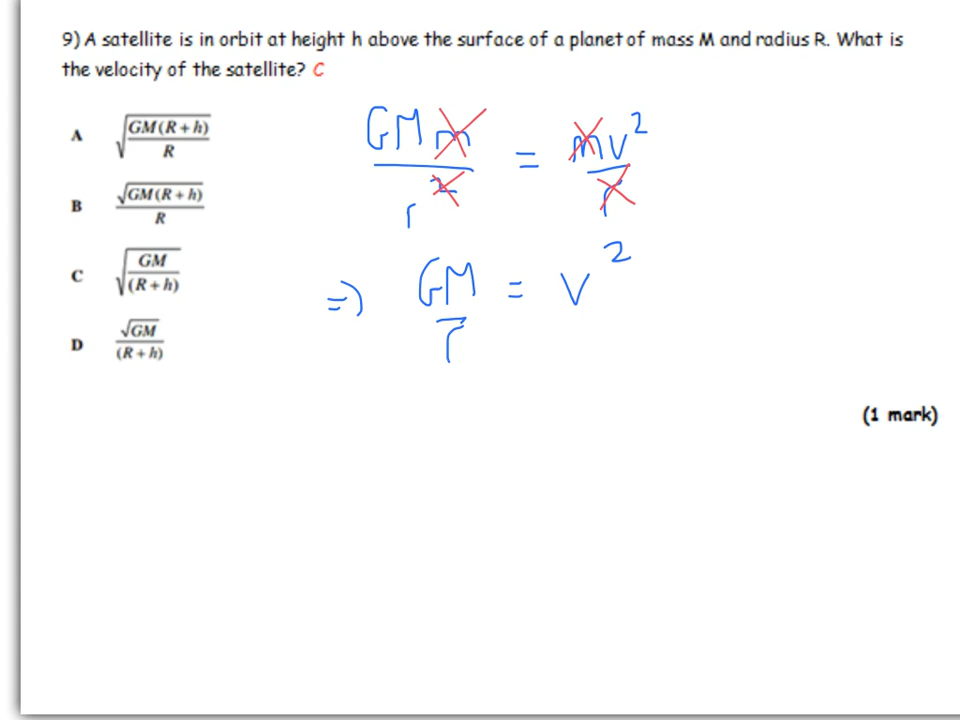 9) A satellite is in orbit at height h above the surface of a planet of mass M and radius R. What is
the velocity of the satellite? C
A √(GM(R + h)/R)
B √(GM(R + h))/R
C √(GM/(R + h))
D √GM/(R + h)
GMm/r² = mv²/r
=> GM/r = v²
(1 mark)